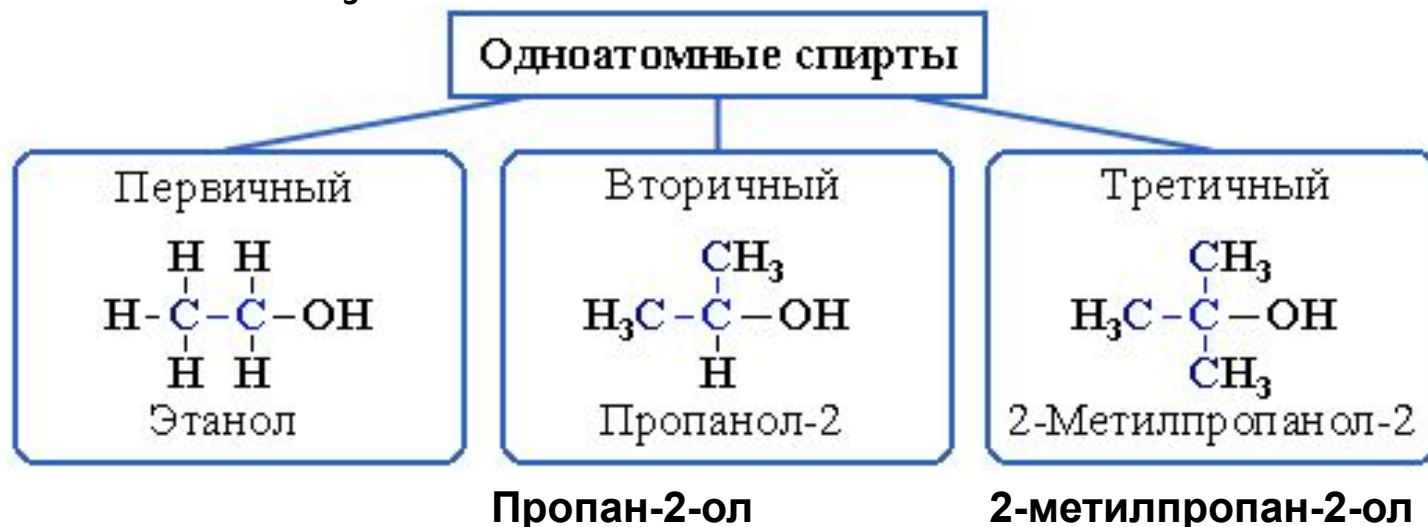 Одноатомные спирты
Первичный
H H
H-C-C-OH
H H
Этанол
Вторичный
CH₃
H₃C-C-OH
H
Пропанол-2
Третичный
CH₃
H₃C-C-OH
CH₃
2-Метилпропанол-2
Пропан-2-ол
2-метилпропан-2-ол